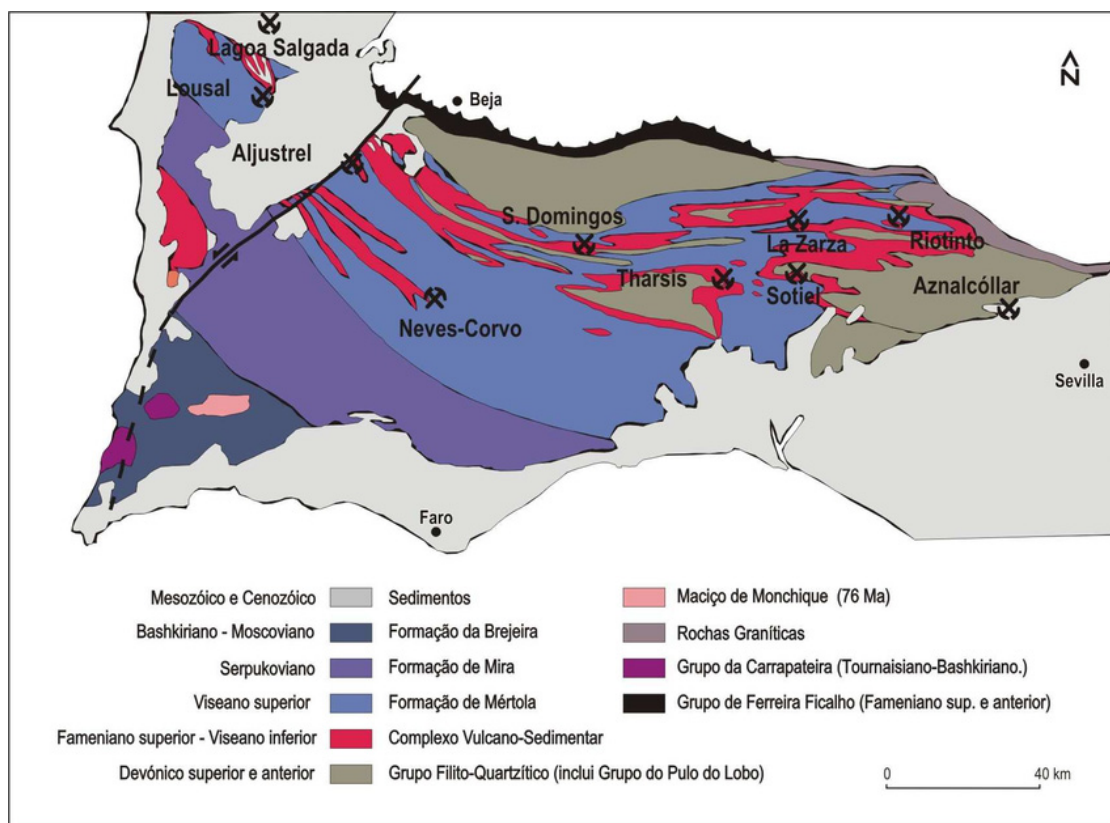 Lagoa Salgada
N
Lousal
Beja
Aljustrel
S. Domingos
La Zarza
Riotinto
Tharsis
Sotiel
Aznalcóllar
Neves-Corvo
Sevilla
Faro
Mesozóico e Cenozóico Sedimentos
Bashkiriano - Moscoviano Formação da Brejeira
Serpukoviano Formação de Mira
Viseano superior Formação de Mértola
Fameniano superior - Viseano inferior Complexo Vulcano-Sedimentar
Devónico superior e anterior Grupo Filito-Quartzítico (inclui Grupo do Pulo do Lobo)
Maciço de Monchique (76 Ma)
Rochas Graníticas
Grupo da Carrapateira (Tournaisiano-Bashkiriano.)
Grupo de Ferreira Ficalho (Fameniano sup. e anterior)
0 40 km